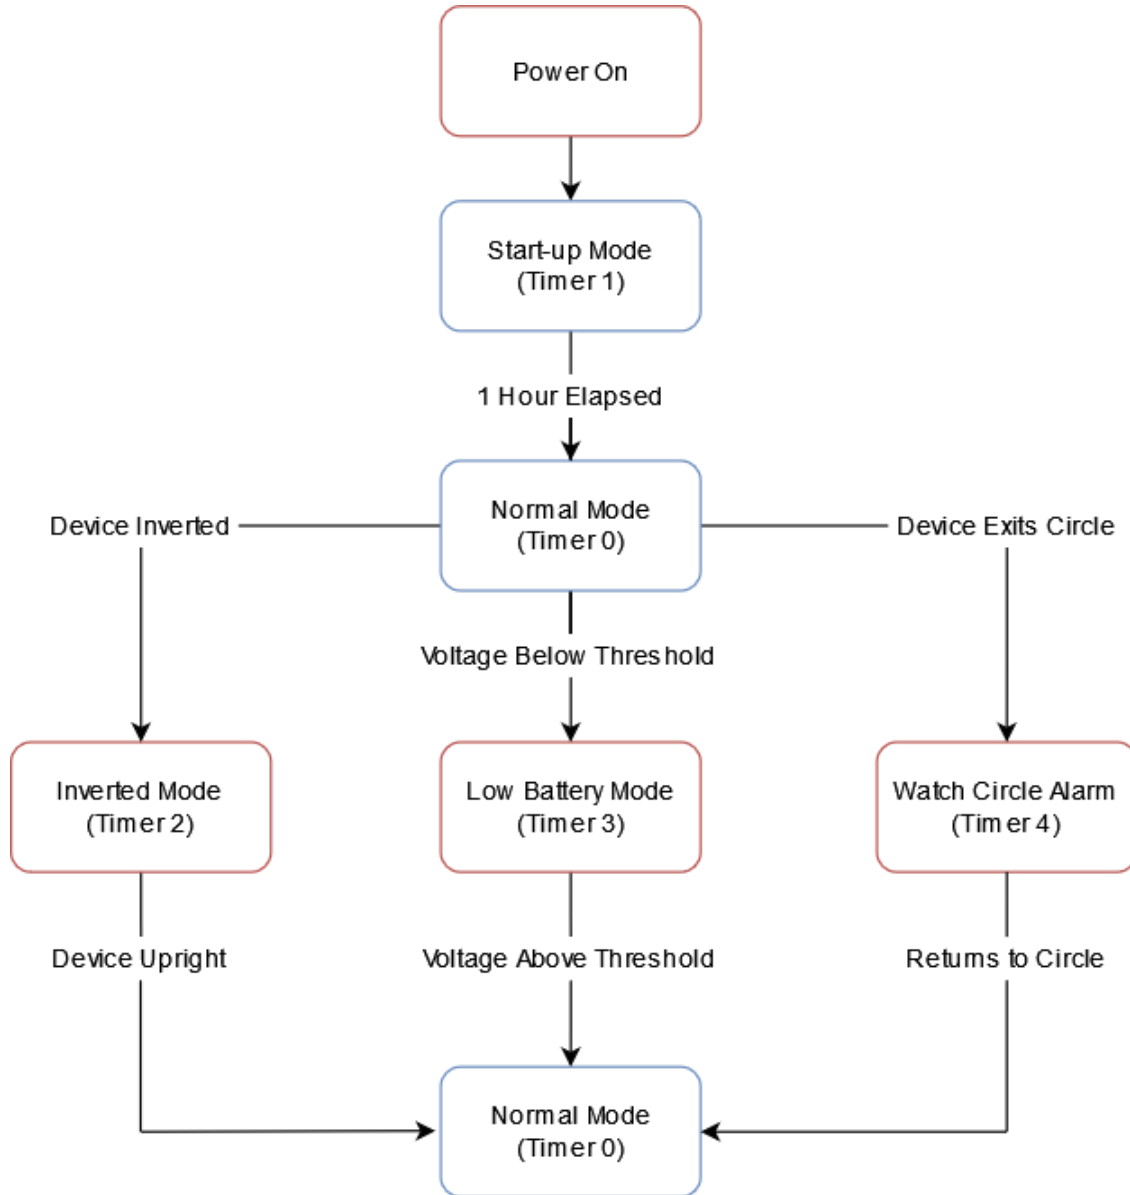 Power On
Start-up Mode
(Timer 1)
1 Hour Elapsed
Normal Mode
(Timer 0)
Device Inverted
Device Exits Circle
Voltage Below Threshold
Inverted Mode
(Timer 2)
Low Battery Mode
(Timer 3)
Watch Circle Alarm
(Timer 4)
Device Upright
Voltage Above Threshold
Returns to Circle
Normal Mode
(Timer 0)